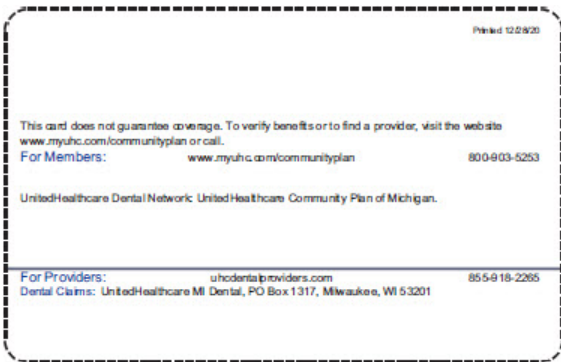 Printed 12/28/20
This card does not guarantee coverage. To verify benefits or to find a provider, visit the website
www.myuhc.com/communityplan or call.
For Members: www.myuhc.com/communityplan 800-903-5253
UnitedHealthcare Dental Network: UnitedHealthcare Community Plan of Michigan.
For Providers: uhcdentalproviders.com 855-918-2265
Dental Claims: UnitedHealthcare MI Dental, PO Box 1317, Milwaukee, WI 53201